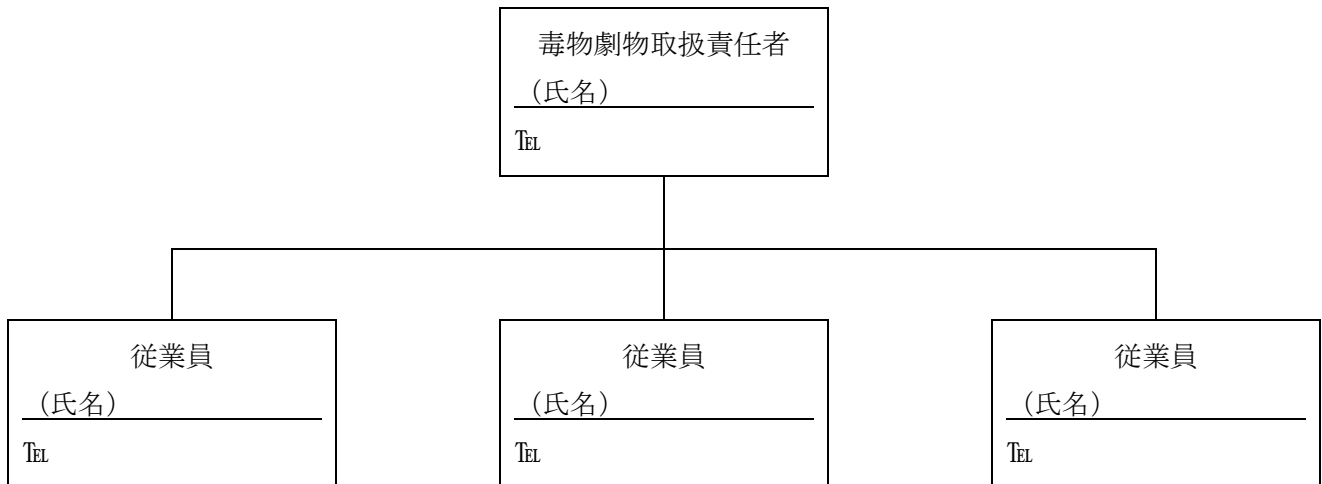 毒物劇物取扱責任者
（氏名）
℡
従業員
（氏名）
℡
従業員
（氏名）
℡
従業員
（氏名）
℡